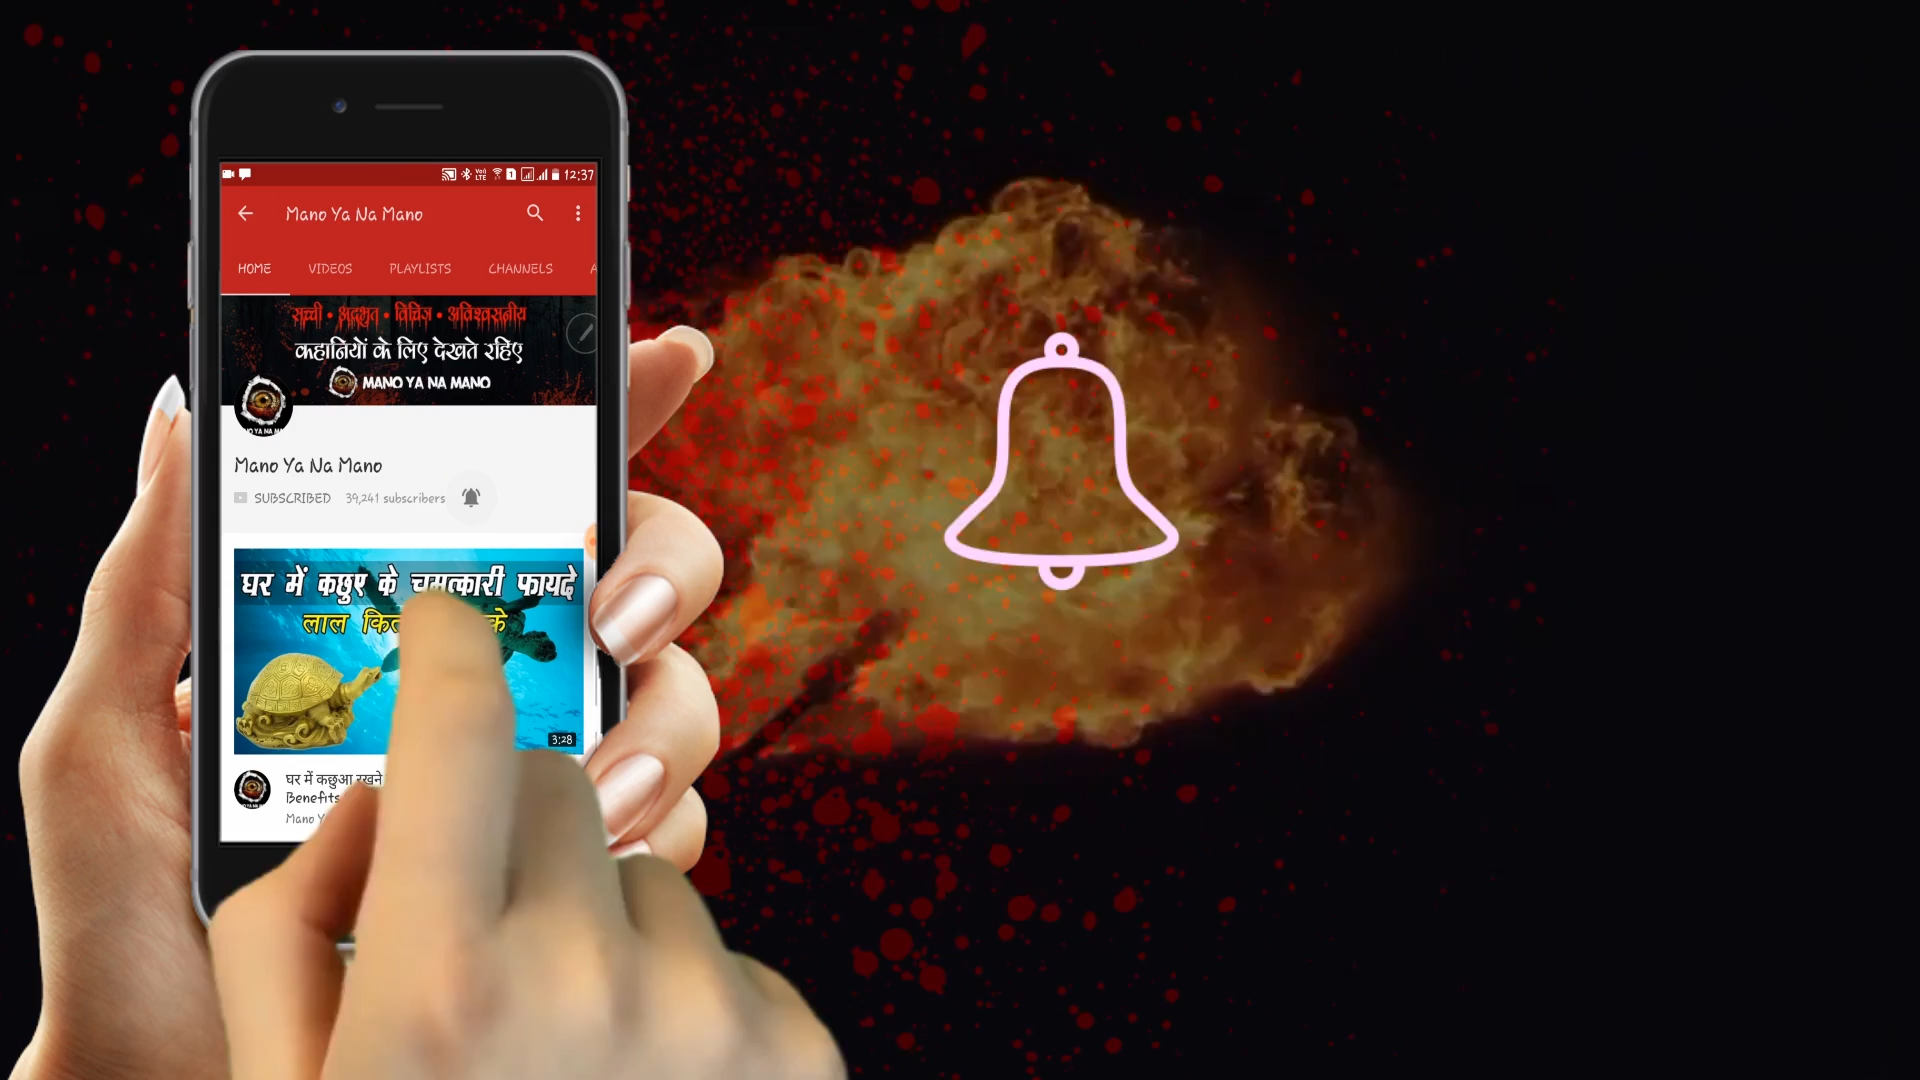 12:37
Mano Ya Na Mano
HOME VIDEOS PLAYLISTS CHANNELS
सच्ची • अद्भुत • विचित्र • अविश्वसनीय
कहानियों के लिए देखते रहिए
MANO YA NA MANO
Mano Ya Na Mano
SUBSCRIBED 39,241 subscribers
घर में कछुए के चमत्कारी फायदे
लाल के
3:28
घर में कछुआ रखने
Benefits
Mano